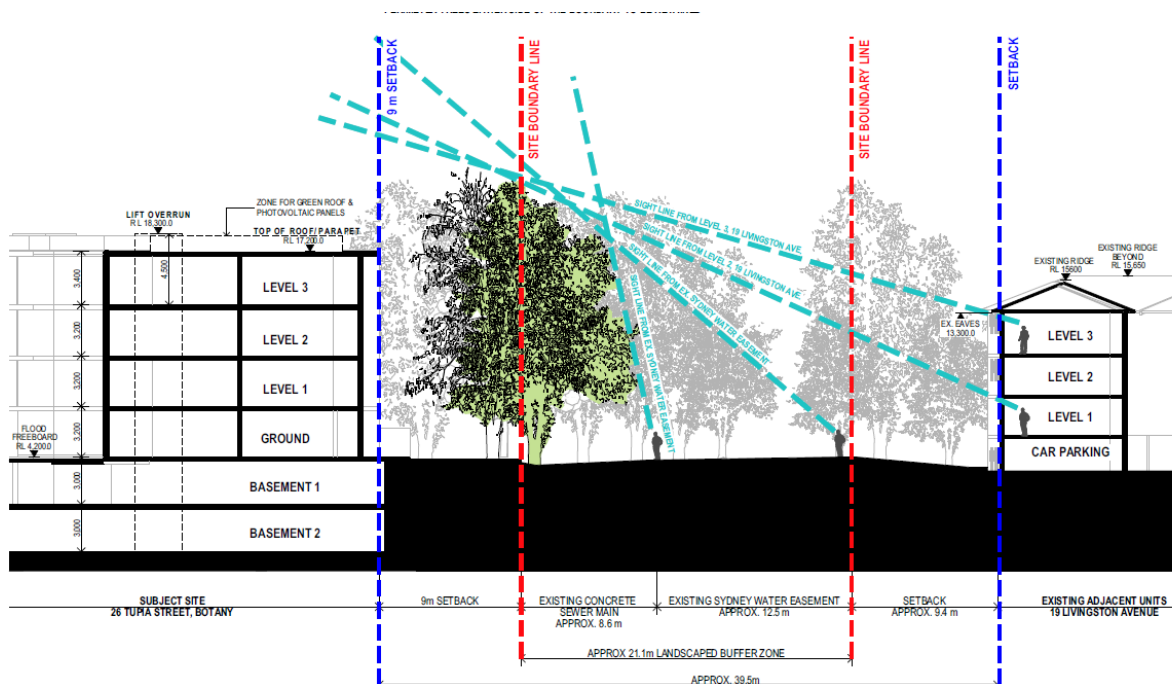 9 m SETBACK
SITE BOUNDARY LINE
SITE BOUNDARY LINE
SETBACK
ZONE FOR GREEN ROOF &
PHOTOVOLTAIC PANELS
LIFT OVERRUN
RL 18,300.0
TOP OF ROOF/PARAPET
RL 17,200.0
4,500
3,400
3,200
3,200
3,200
3,000
3,000
LEVEL 3
LEVEL 2
LEVEL 1
GROUND
FLOOD
FREEBOARD
RL 4,200.0
BASEMENT 1
BASEMENT 2
SIGHT LINE FROM LEVEL 3, 19 LIVINGSTON AVE.
SIGHT LINE FROM LEVEL 2, 19 LIVINGSTON AVE.
SIGHT LINE FROM EX SYDNEY WATER EASEMENT
SIGHT LINE FROM EX SYDNEY WATER EASEMENT
EXISTING RIDGE
RL 15600
EXISTING RIDGE
BEYOND
RL 15,650
EX. EAVES
13,300.0
LEVEL 3
LEVEL 2
LEVEL 1
CAR PARKING
SUBJECT SITE
26 TUPIA STREET, BOTANY
9m SETBACK
EXISTING CONCRETE
SEWER MAIN
APPROX. 8.6 m
EXISTING SYDNEY WATER EASEMENT
APPROX. 12.5 m
SETBACK
APPROX. 9.4 m
EXISTING ADJACENT UNITS
19 LIVINGSTON AVENUE
APPROX 21.1m LANDSCAPED BUFFER ZONE
APPROX. 39.5m